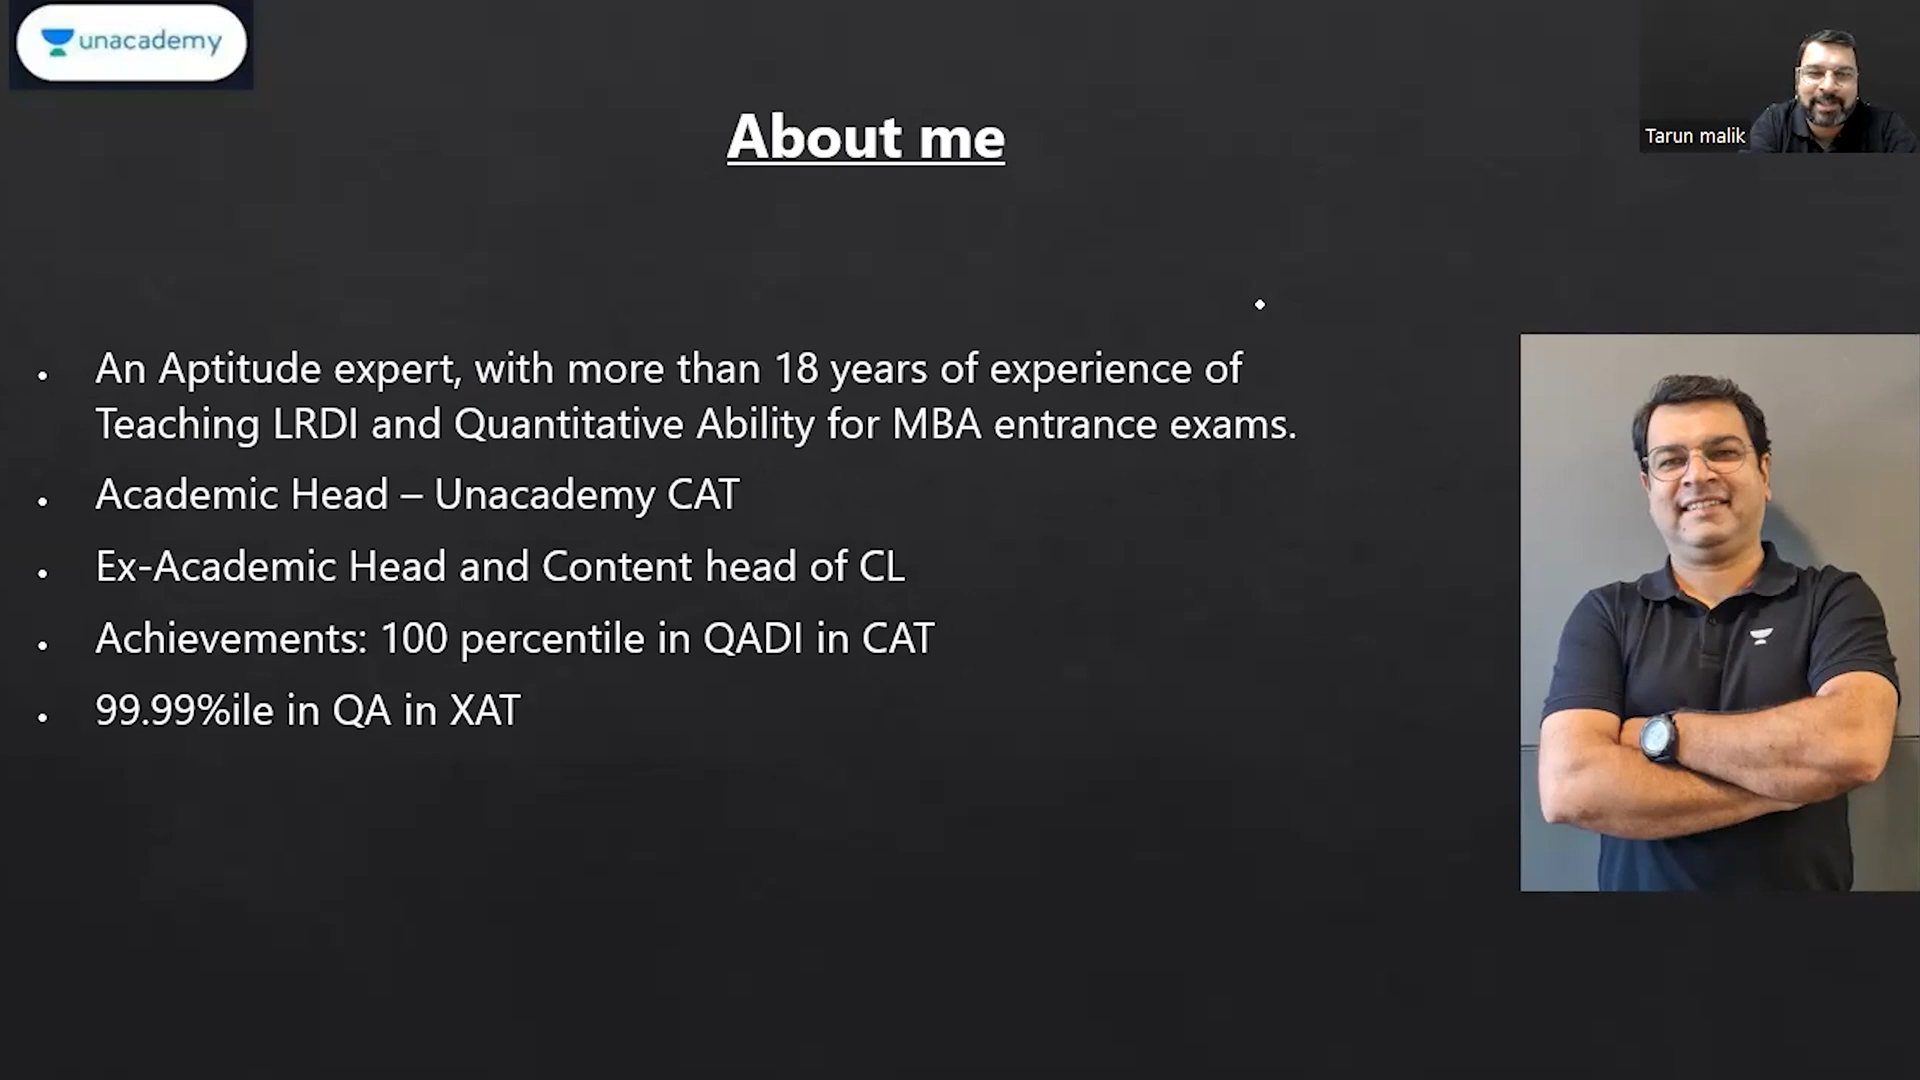 unacademy
Tarun malik
About me
• An Aptitude expert, with more than 18 years of experience of
Teaching LRDI and Quantitative Ability for MBA entrance exams.
• Academic Head – Unacademy CAT
• Ex-Academic Head and Content head of CL
• Achievements: 100 percentile in QADI in CAT
• 99.99%ile in QA in XAT